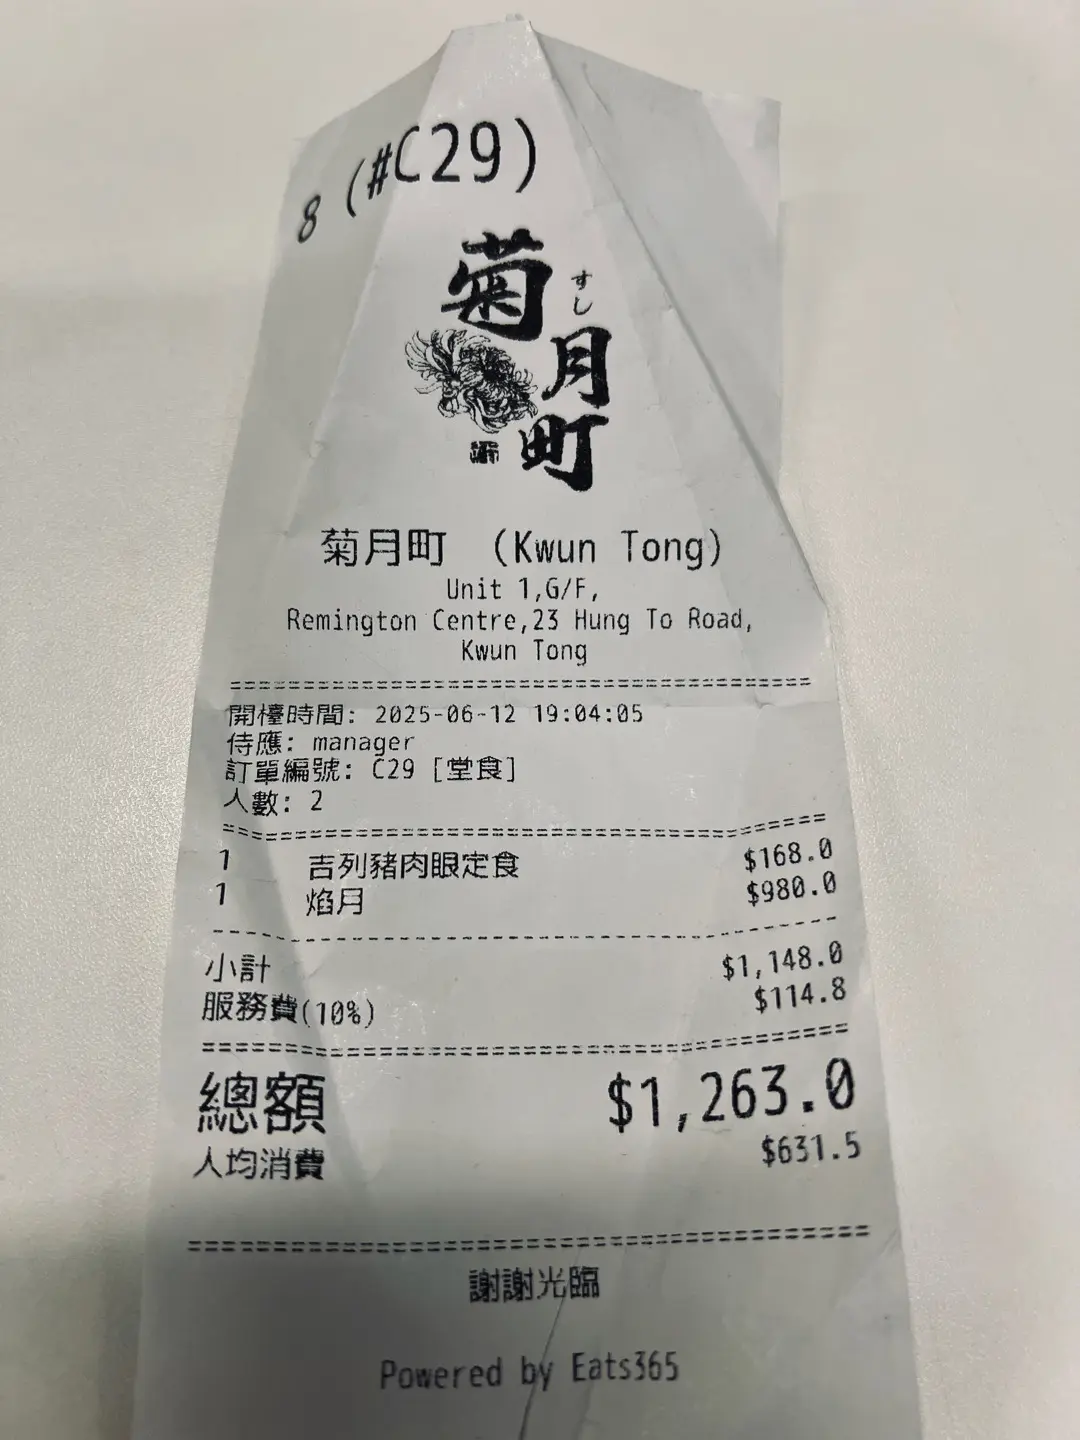 8 (#C29)
菊月町
すし
菊月町 (Kwun Tong)
Unit 1,G/F,
Remington Centre,23 Hung To Road,
Kwun Tong
開檯時間: 2025-06-12 19:04:05
侍應: manager
訂單編號: C29 [堂食]
人數: 2
1 吉列豬肉眼定食 $168.0
1 焰月 $980.0
小計 $1,148.0
服務費(10%) $114.8
總額 $1,263.0
人均消費 $631.5
謝謝光臨
Powered by Eats365